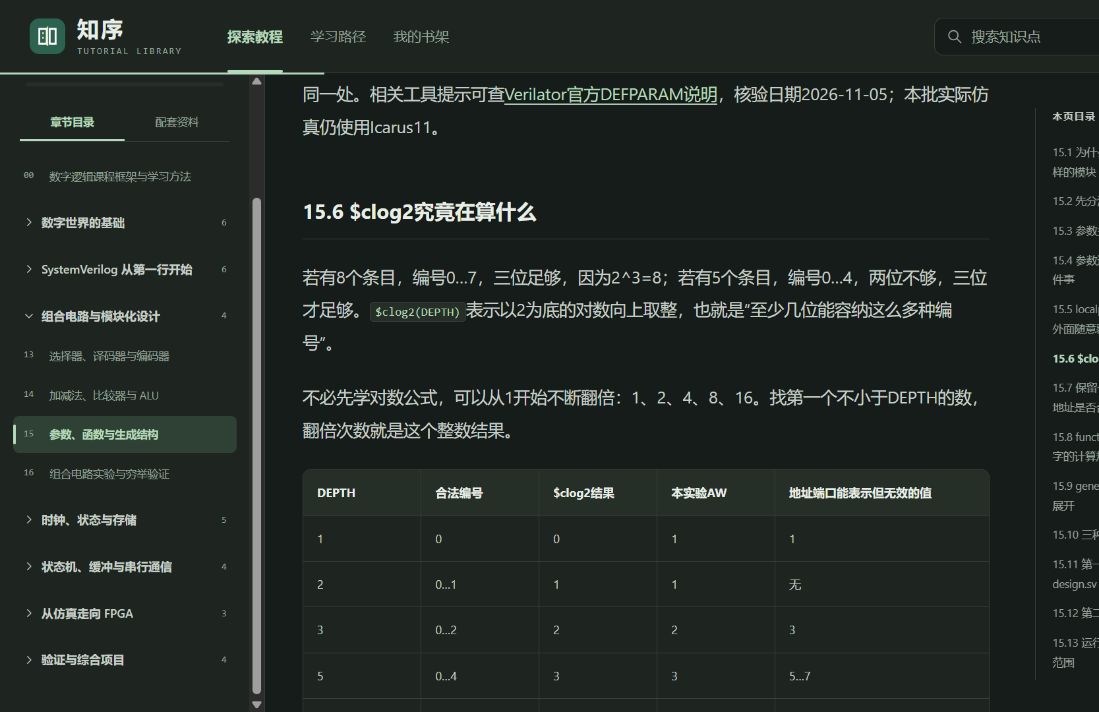 知序
TUTORIAL LIBRARY
探索教程
学习路径
我的书架
搜索知识点
章节目录
配套资料
00 数字逻辑课程框架与学习方法
数字世界的基础 6
SystemVerilog 从第一行开始 6
组合电路与模块化设计 4
13 选择器、译码器与编码器
14 加减法、比较器与 ALU
15 参数、函数与生成结构
16 组合电路实验与穷举验证
时钟、状态与存储 5
状态机、缓冲与串行通信 4
从仿真走向 FPGA 3
验证与综合项目 4
同一处。相关工具提示可查Verilator官方DEFPARAM说明，核验日期2026-11-05；本批实际仿
真仍使用Icarus11。
15.6 $clog2究竟在算什么
若有8个条目，编号0…7，三位足够，因为2^3=8；若有5个条目，编号0…4，两位不够，三位
才足够。$clog2(DEPTH)表示以2为底的对数向上取整，也就是“至少几位能容纳这么多种编
号”。
不必先学对数公式，可以从1开始不断翻倍：1、2、4、8、16。找第一个不小于DEPTH的数，
翻倍次数就是这个整数结果。
DEPTH 合法编号 $clog2结果 本实验AW 地址端口能表示但无效的值
1 0 0 1 1
2 0…1 1 1 无
3 0…2 2 2 3
5 0…4 3 3 5…7
本页目录
15.1 为什
样的模块
15.2 先分
15.3 参数
15.4 参数
件事
15.5 local
外面随意
15.6 $clo
15.7 保留
地址是否
15.8 funct
字的计算
15.9 gene
展开
15.10 三种
15.11 第一
design.sv
15.12 第二
15.13 运行
范围